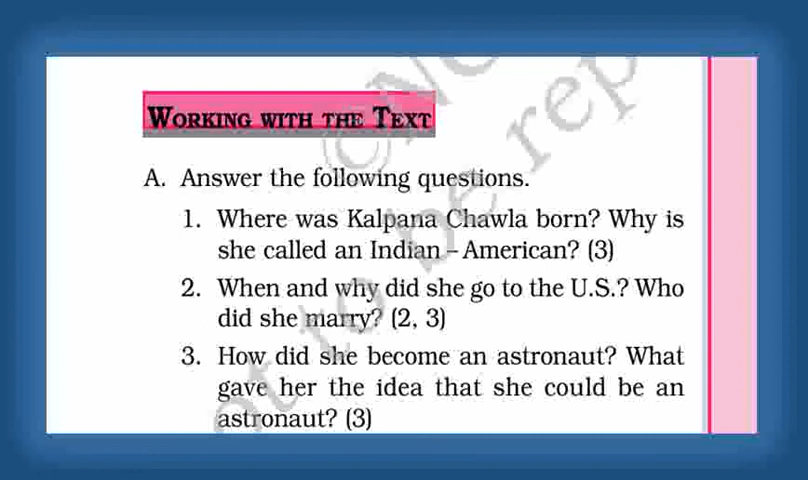 WORKING WITH THE TEXT
A. Answer the following questions.
1. Where was Kalpana Chawla born? Why is
she called an Indian – American? (3)
2. When and why did she go to the U.S.? Who
did she marry? (2, 3)
3. How did she become an astronaut? What
gave her the idea that she could be an
astronaut? (3)